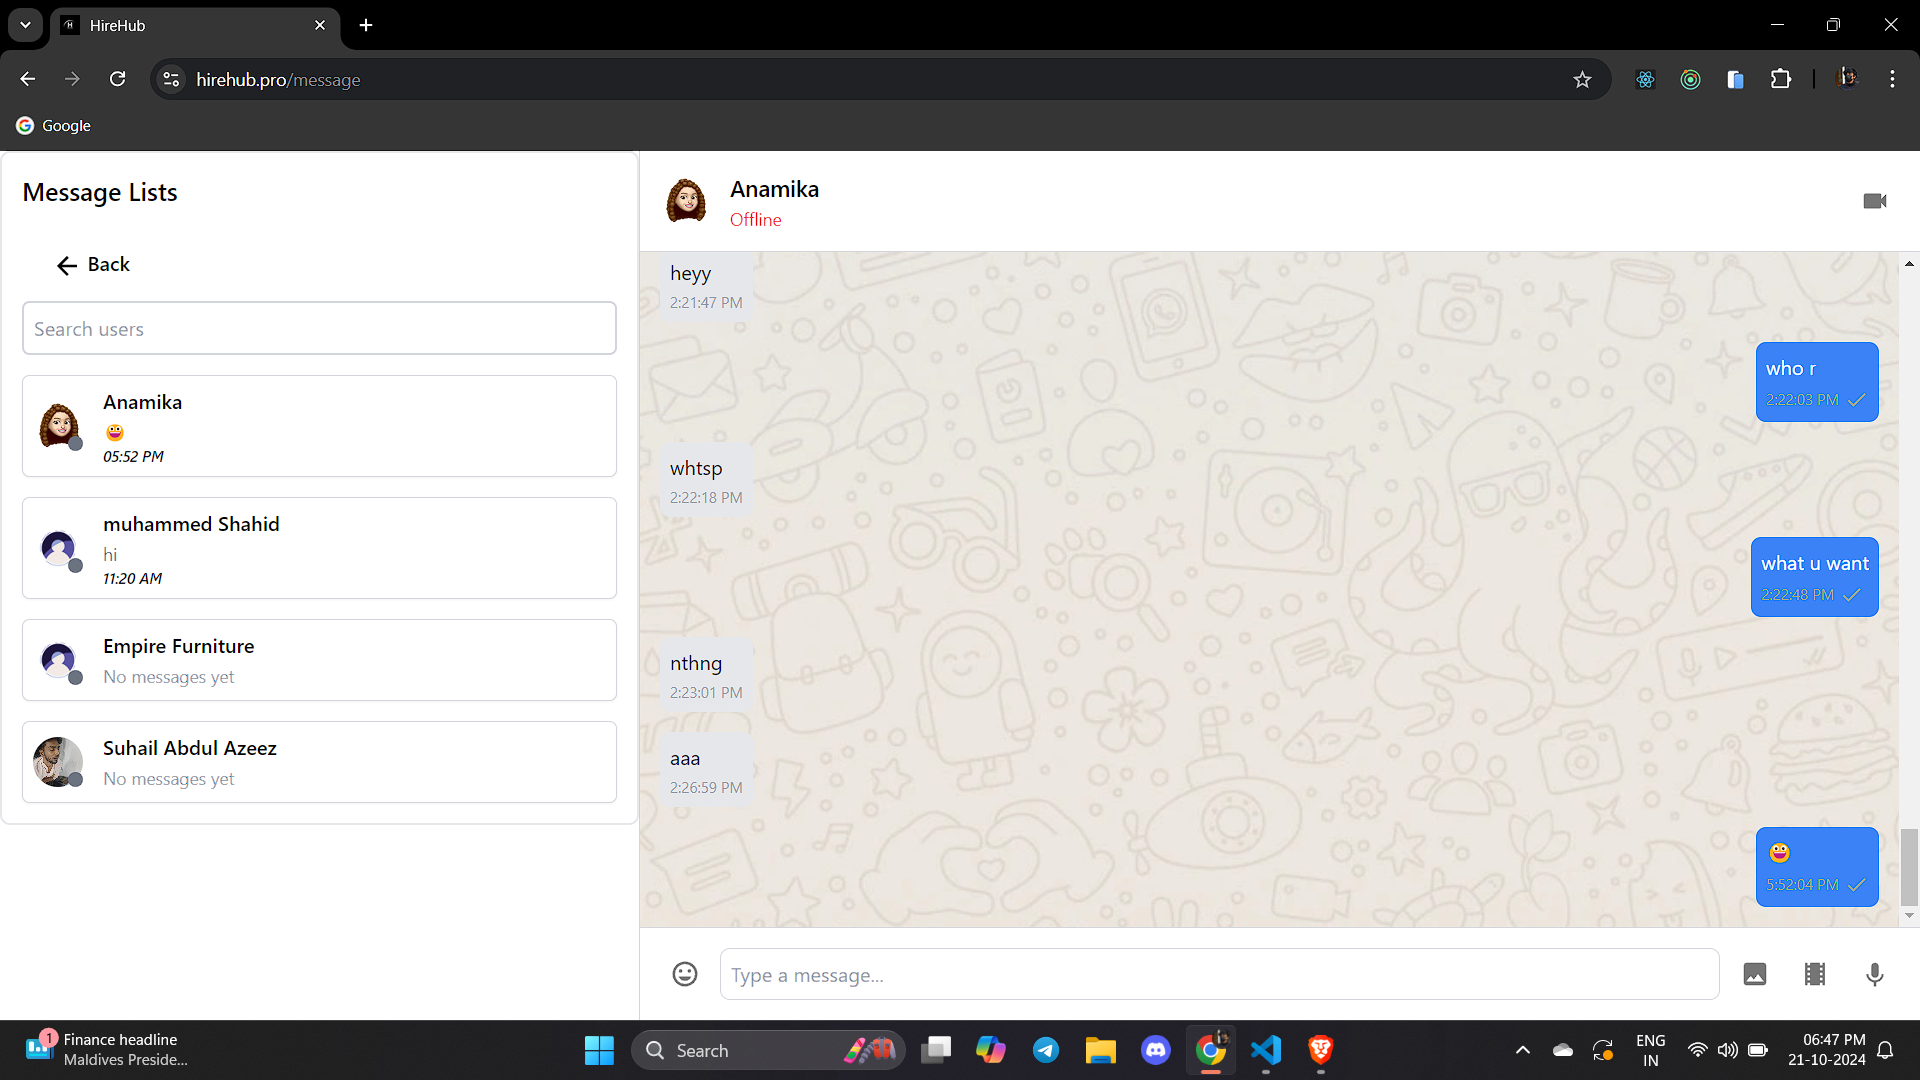 HireHub
hirehub.pro/message
Google
Message Lists
Back
Search users
Anamika
😀
05:52 PM
muhammed Shahid
hi
11:20 AM
Empire Furniture
No messages yet
Suhail Abdul Azeez
No messages yet
Anamika
Offline
heyy
2:21:47 PM
who r
2:22:03 PM
whtsp
2:22:18 PM
what u want
2:22:48 PM
nthng
2:23:01 PM
aaa
2:26:59 PM
😀
5:52:04 PM
Type a message...
1
Finance headline
Maldives Preside...
Search
ENG
IN
06:47 PM
21-10-2024